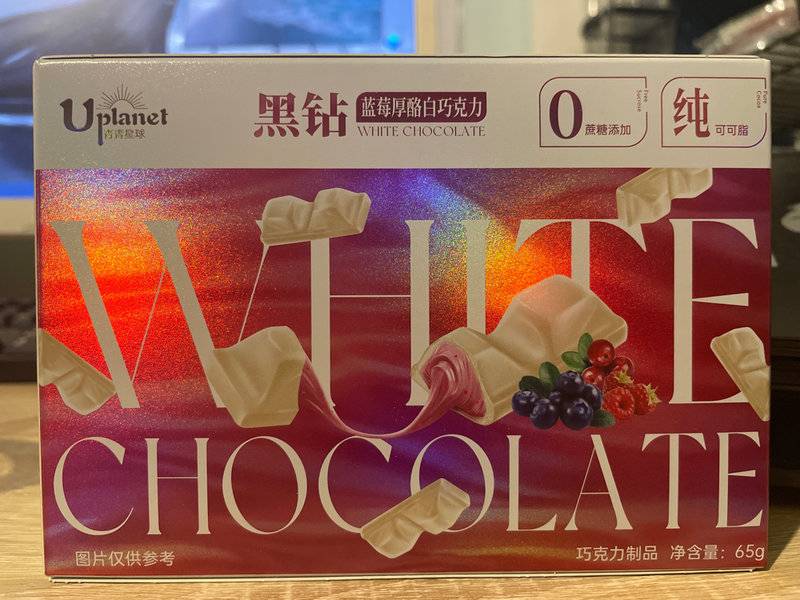 Uplanet
卉青星球
黑钻
蓝莓厚酪白巧克力
WHITE CHOCOLATE
0
蔗糖添加
Free
Sucrose
纯
可可脂
Pure
Cocoa
WHITE
CHOCOLATE
图片仅供参考
巧克力制品 净含量：65g